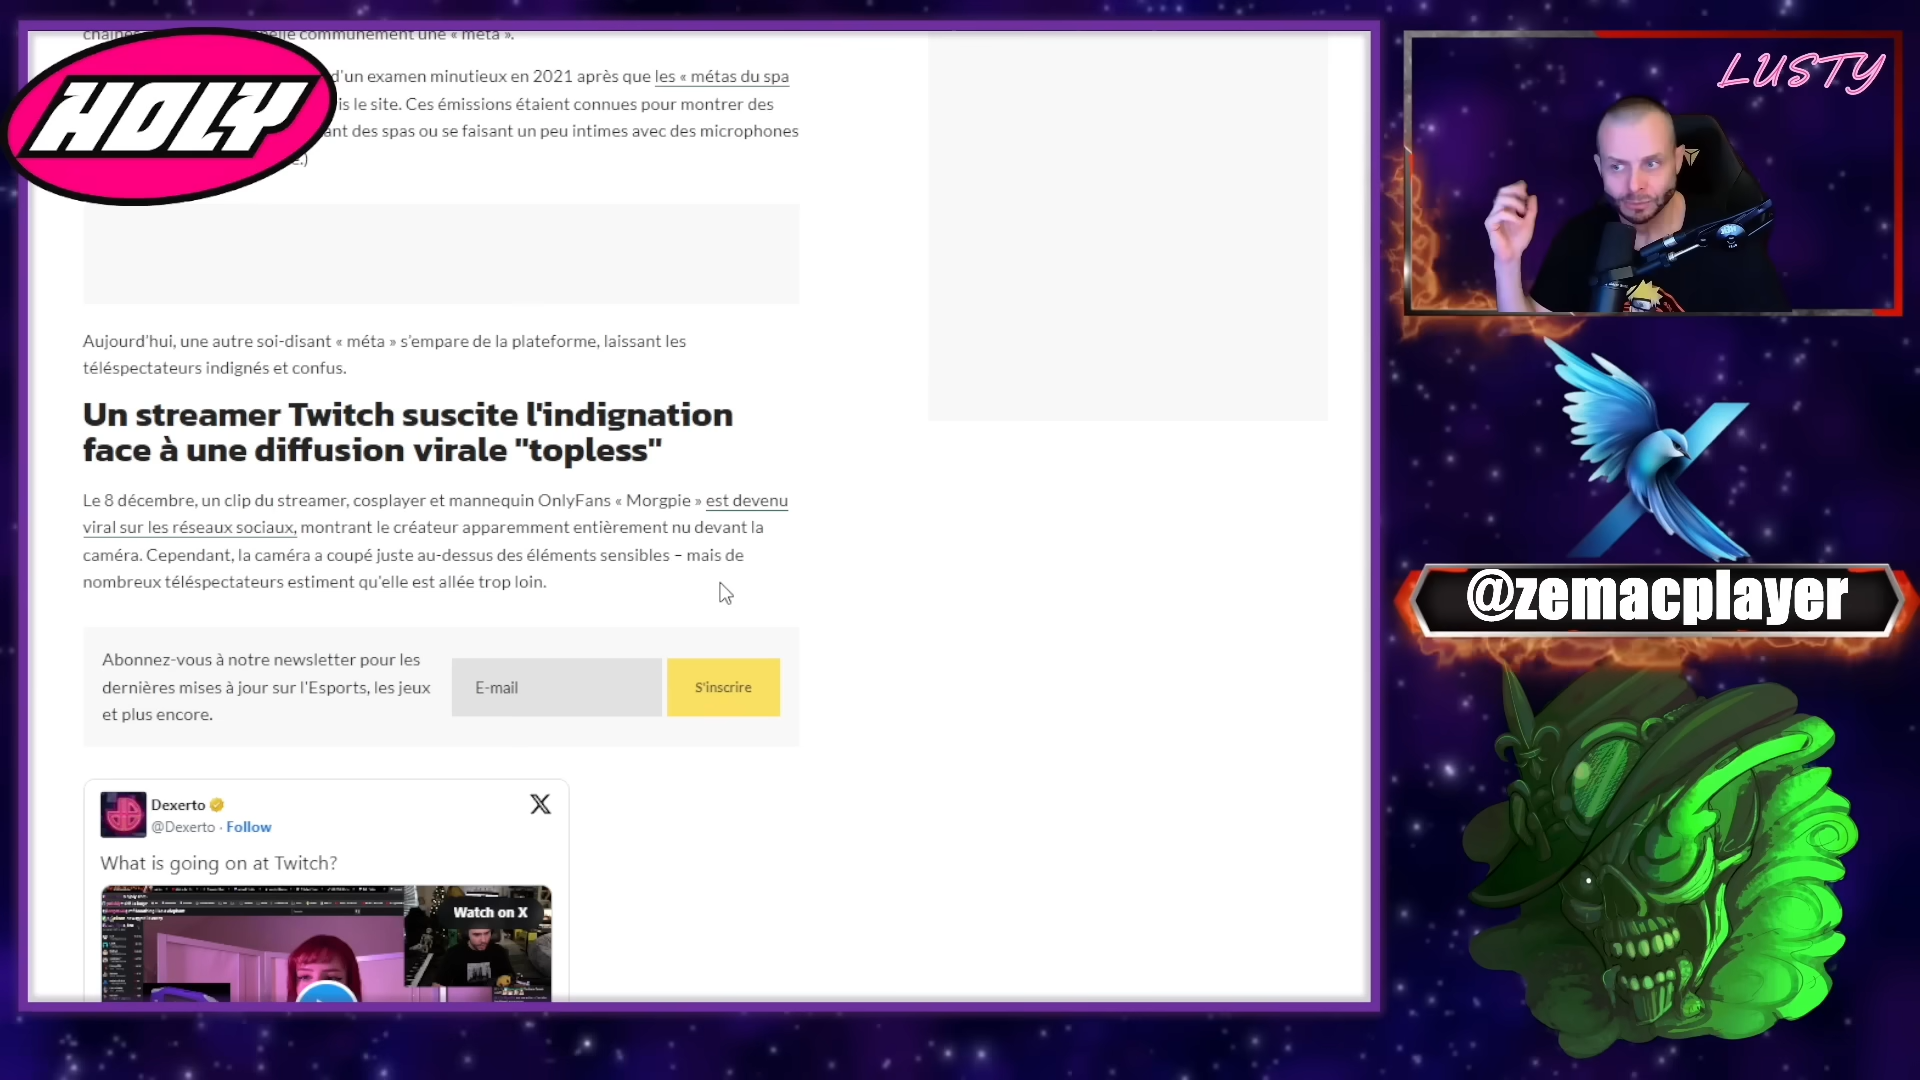 elle communément une « méta ».
d'un examen minutieux en 2021 après que les « métas du spa
is le site. Ces émissions étaient connues pour montrer des
ant des spas ou se faisant un peu intimes avec des microphones
e.)
HOLY
Aujourd'hui, une autre soi-disant « méta » s'empare de la plateforme, laissant les
téléspectateurs indignés et confus.
Un streamer Twitch suscite l'indignation
face à une diffusion virale "topless"
Le 8 décembre, un clip du streamer, cosplayer et mannequin OnlyFans « Morgpie » est devenu
viral sur les réseaux sociaux, montrant le créateur apparemment entièrement nu devant la
caméra. Cependant, la caméra a coupé juste au-dessus des éléments sensibles – mais de
nombreux téléspectateurs estiment qu'elle est allée trop loin.
Abonnez-vous à notre newsletter pour les
dernières mises à jour sur l'Esports, les jeux
et plus encore.
E-mail
S'inscrire
Dexerto
@Dexerto · Follow
What is going on at Twitch?
Watch on X
LUSTY
@zemacplayer